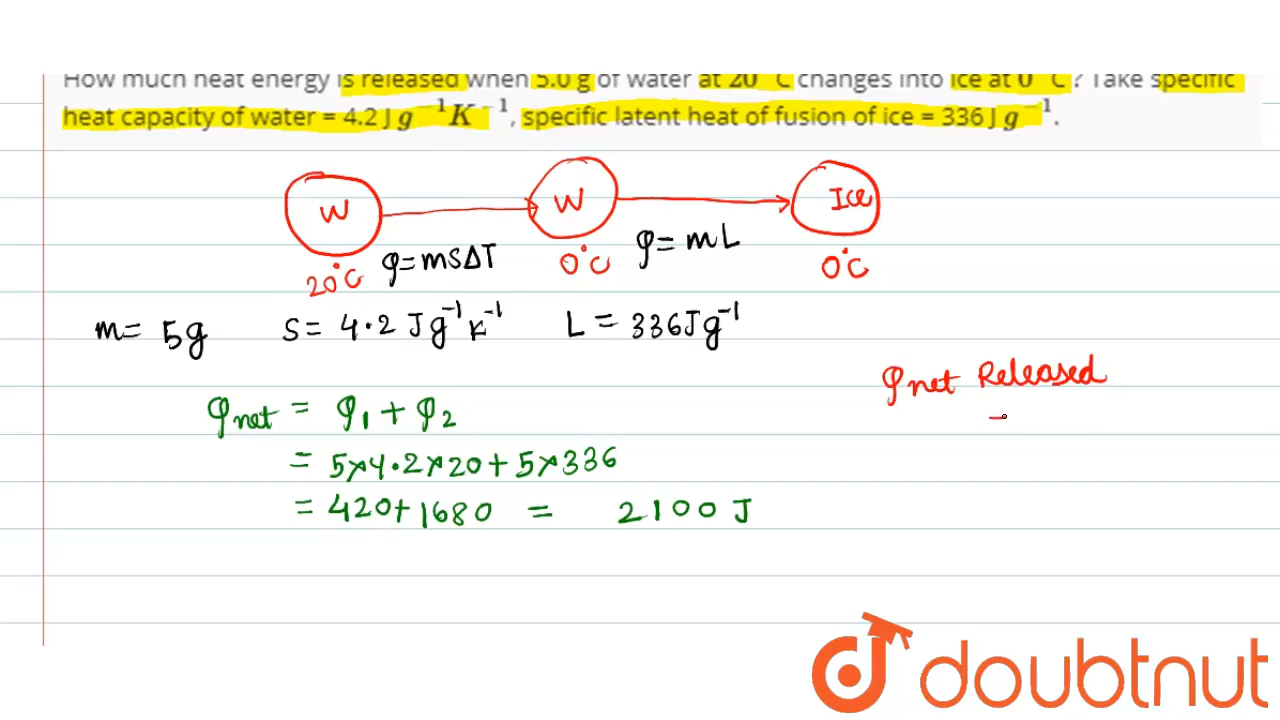 How much heat energy is released when 5.0 g of water at 20° C changes into ice at 0° C? Take specific
heat capacity of water = 4.2 J g⁻¹K⁻¹, specific latent heat of fusion of ice = 336 J g⁻¹.
W W Ice
20°C Q=msΔT 0°C Q=mL 0°C
m= 5g S= 4.2 Jg⁻¹K⁻¹ L= 336Jg⁻¹
Qnet Released
=
Qnet = Q1 + Q2
= 5×4.2×20+5×336
= 420+1680 = 2100 J
doubtnut